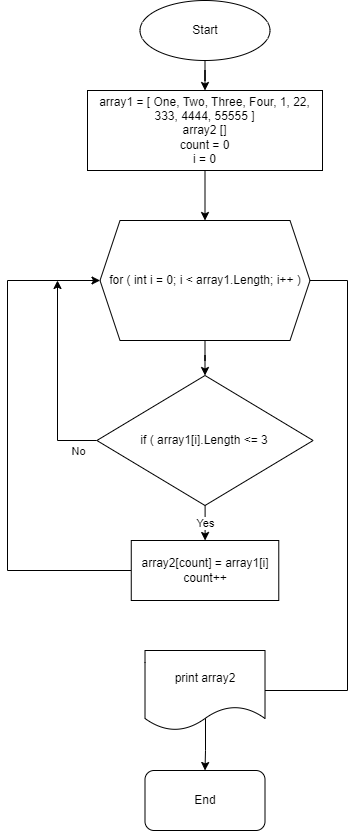 Start
array1 = [ One, Two, Three, Four, 1, 22,
333, 4444, 55555 ]
array2 []
count = 0
i = 0
for ( int i = 0; i < array1.Length; i++ )
if ( array1[i].Length <= 3
No
Yes
array2[count] = array1[i]
count++
print array2
End